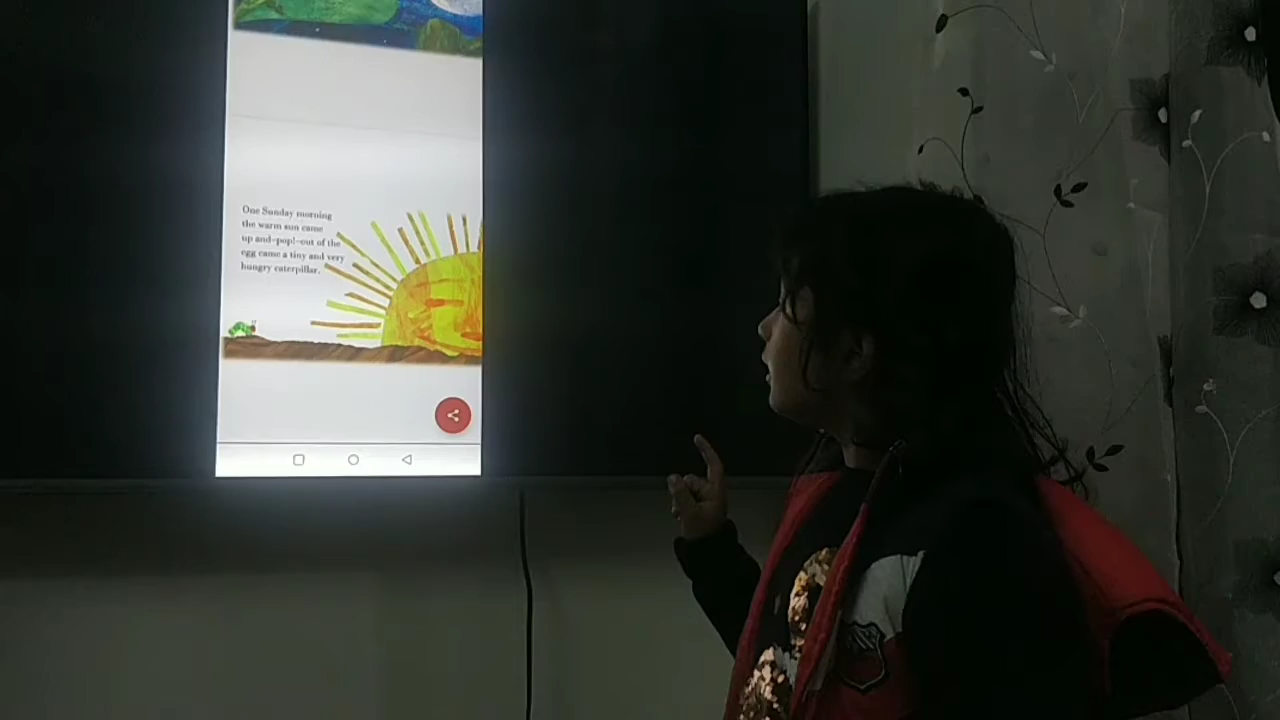 One Sunday morning
the warm sun came
up and-pop!-out of the
egg came a tiny and very
hungry caterpillar.